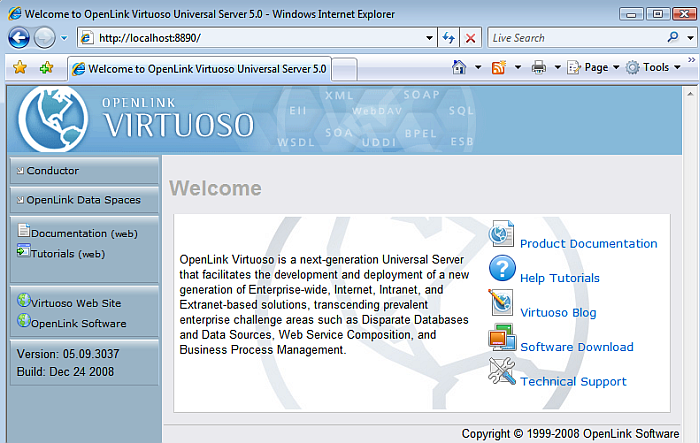 Welcome to OpenLink Virtuoso Universal Server 5.0 - Windows Internet Explorer
http://localhost:8890/
Live Search
Welcome to OpenLink Virtuoso Universal Server 5.0
Page
Tools
OPENLINK
VIRTUOSO
XML
SOAP
EII
WebDAV
SQL
SOA
BPEL
WSDL
UDDI
ESB
Conductor
OpenLink Data Spaces
Documentation (web)
Tutorials (web)
Virtuoso Web Site
OpenLink Software
Version: 05.09.3037
Build: Dec 24 2008
Welcome
OpenLink Virtuoso is a next-generation Universal Server
that facilitates the development and deployment of a new
generation of Enterprise-wide, Internet, Intranet, and
Extranet-based solutions, transcending prevalent
enterprise challenge areas such as Disparate Databases
and Data Sources, Web Service Composition, and
Business Process Management.
Product Documentation
Help Tutorials
Virtuoso Blog
Software Download
Technical Support
Copyright © 1999-2008 OpenLink Software